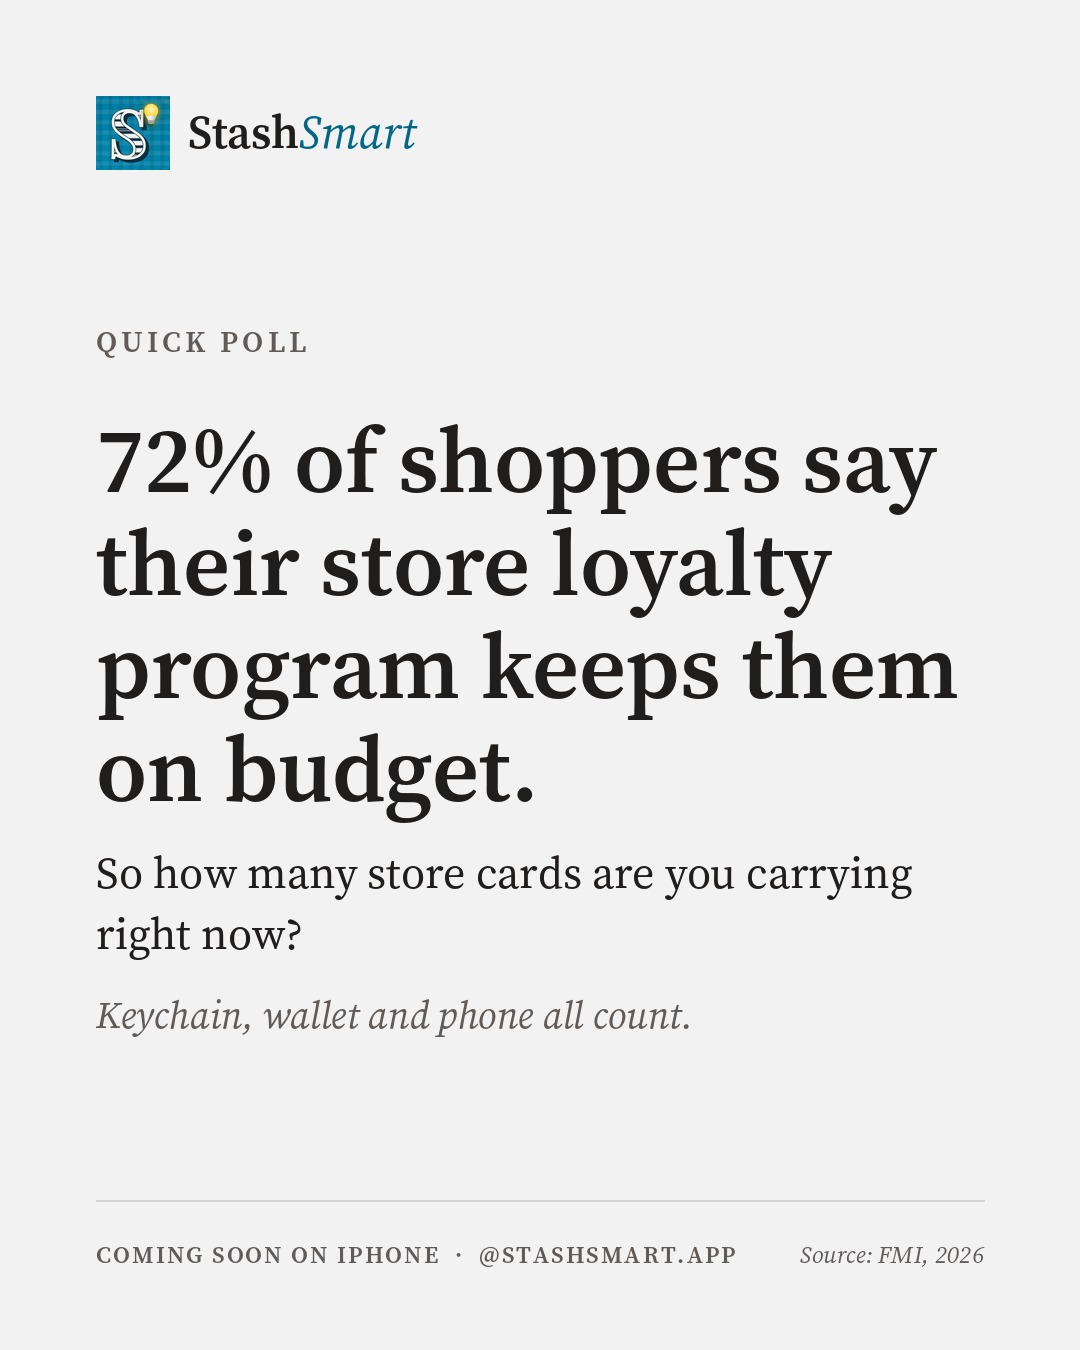 S
StashSmart
QUICK POLL
72% of shoppers say
their store loyalty
program keeps them
on budget.
So how many store cards are you carrying
right now?
Keychain, wallet and phone all count.
COMING SOON ON IPHONE · @STASHSMART.APP
Source: FMI, 2026